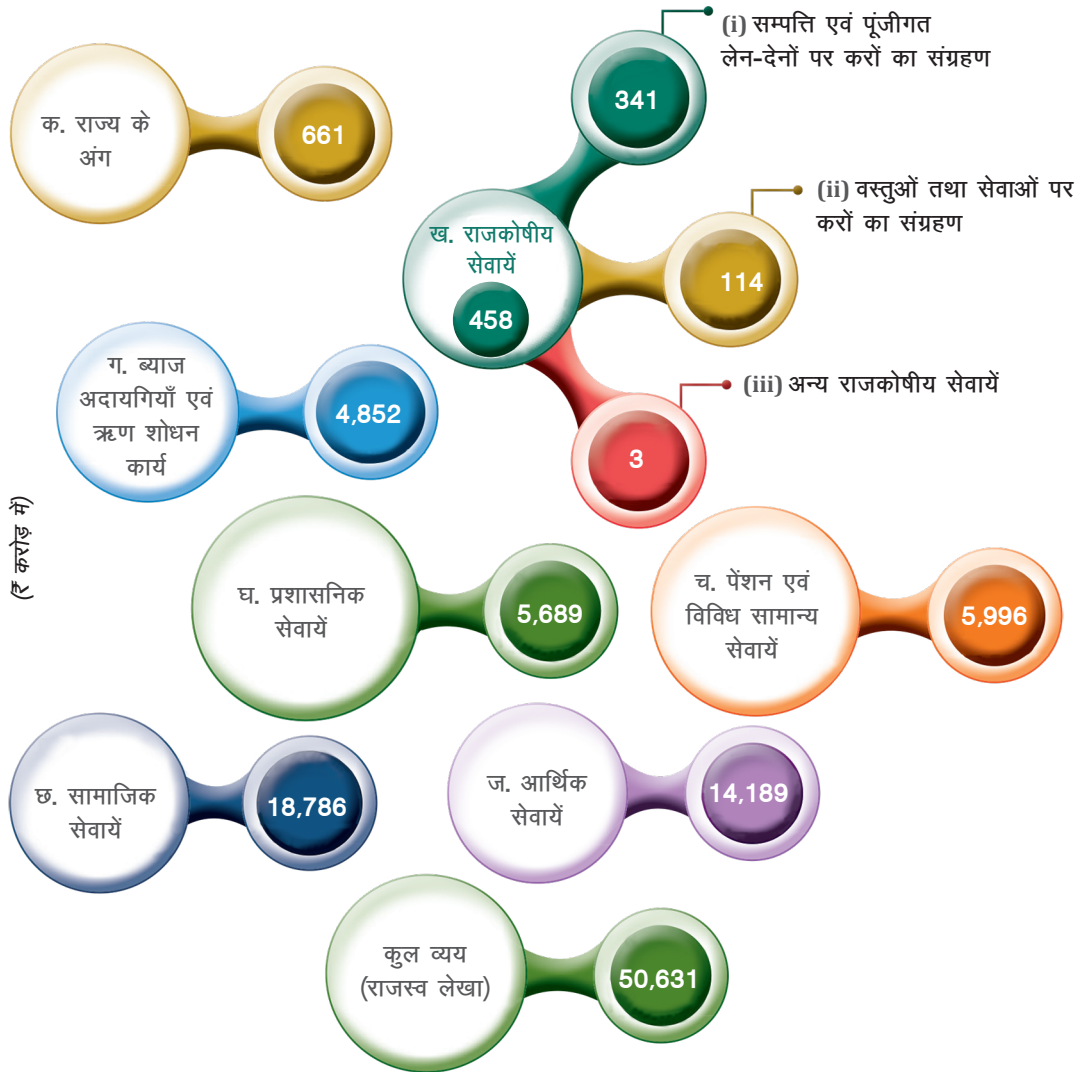 (i) सम्पत्ति एवं पूंजीगत
लेन-देनों पर करों का संग्रहण
341
क. राज्य के
अंग
661
(ii) वस्तुओं तथा सेवाओं पर
करों का संग्रहण
114
ख. राजकोषीय
सेवायें
458
(iii) अन्य राजकोषीय सेवायें
3
ग. ब्याज
अदायगियाँ एवं
ऋण शोधन
कार्य
4,852
(₹ करोड़ में)
घ. प्रशासनिक
सेवायें
5,689
च. पेंशन एवं
विविध सामान्य
सेवायें
5,996
छ. सामाजिक
सेवायें
18,786
ज. आर्थिक
सेवायें
14,189
कुल व्यय
(राजस्व लेखा)
50,631